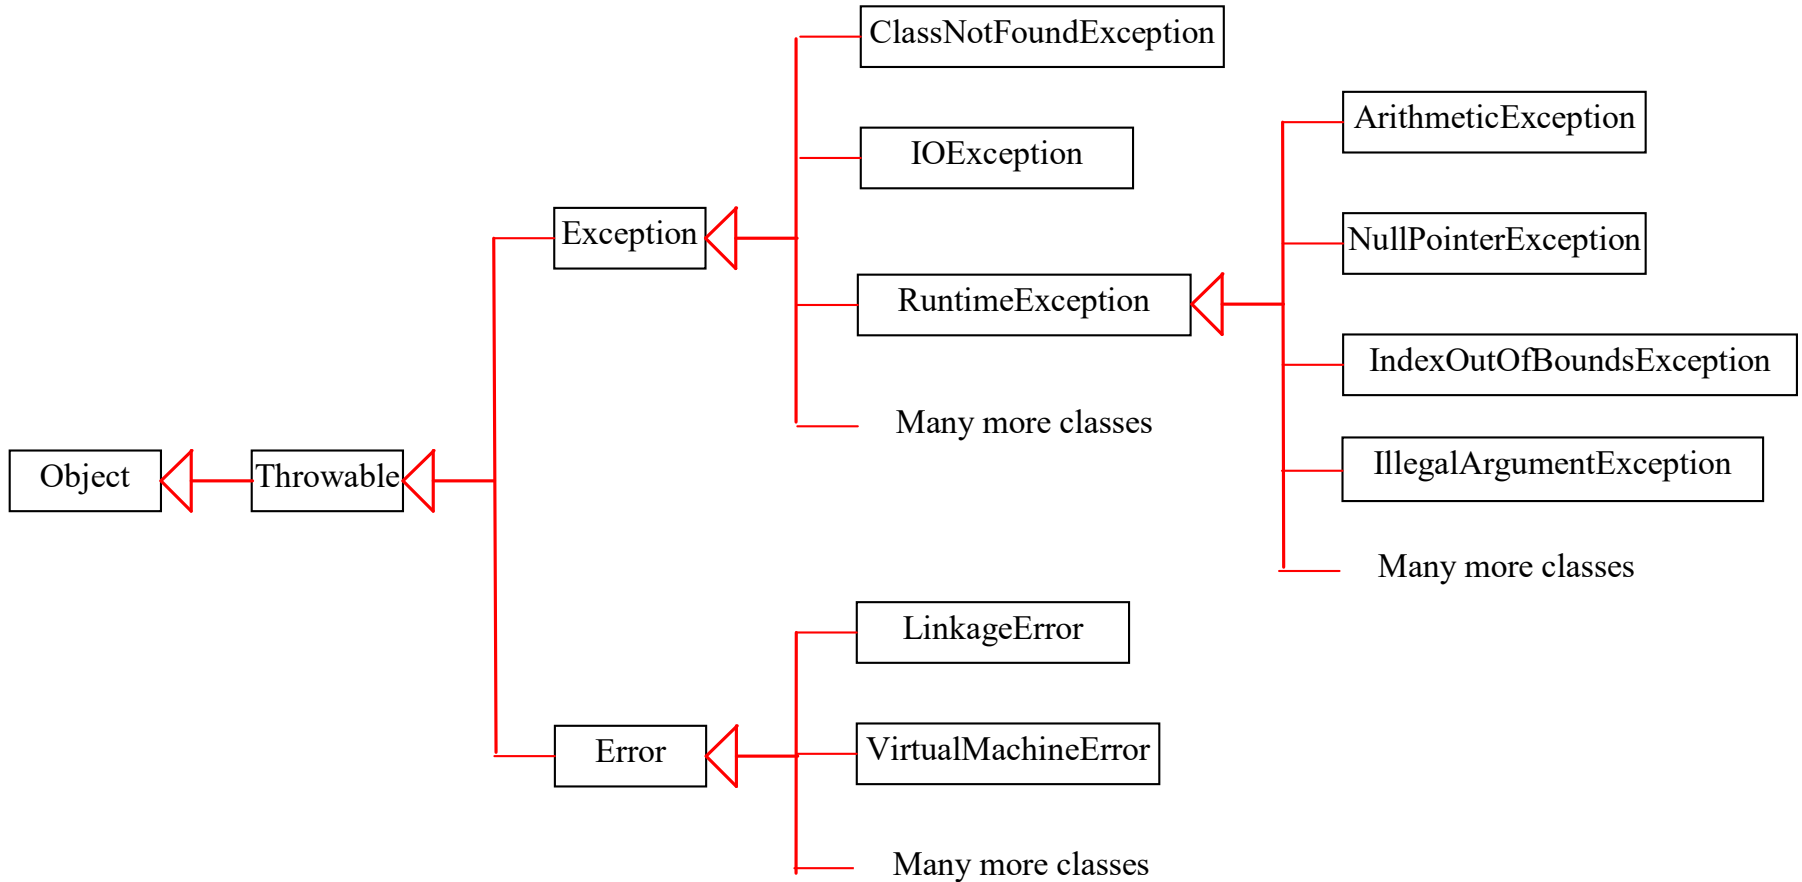 ClassNotFoundException
ArithmeticException
IOException
NullPointerException
Exception
RuntimeException
IndexOutOfBoundsException
Many more classes
IllegalArgumentException
Object
Throwable
Many more classes
LinkageError
Error
VirtualMachineError
Many more classes